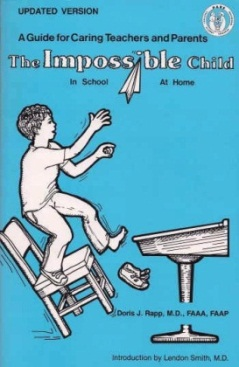 UPDATED VERSION
A Guide for Caring Teachers and Parents
The Impossible Child
In School At Home
Doris J. Rapp, M.D., FAAA, FAAP
Introduction by Lendon Smith, M.D.